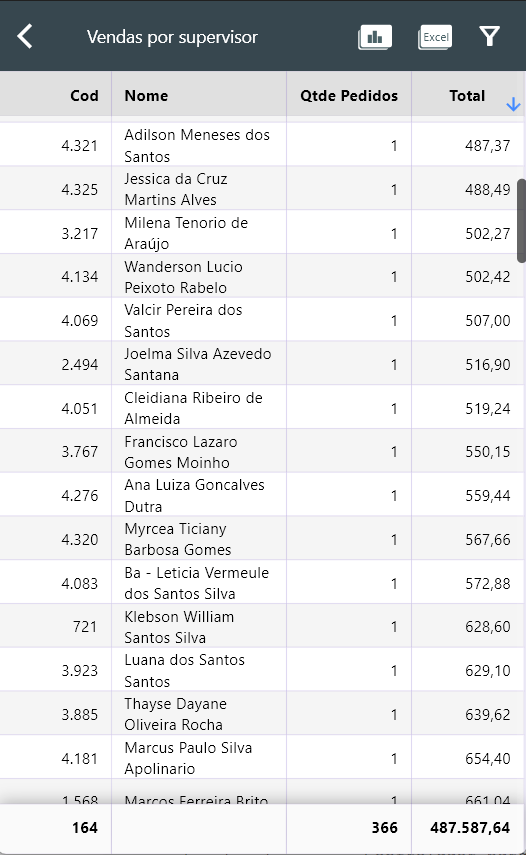 Vendas por supervisor
Excel
Cod Nome Qtde Pedidos Total
4.321 Adilson Meneses dos Santos 1 487,37
4.325 Jessica da Cruz Martins Alves 1 488,49
3.217 Milena Tenorio de Araújo 1 502,27
4.134 Wanderson Lucio Peixoto Rabelo 1 502,42
4.069 Valcir Pereira dos Santos 1 507,00
2.494 Joelma Silva Azevedo Santana 1 516,90
4.051 Cleidiana Ribeiro de Almeida 1 519,24
3.767 Francisco Lazaro Gomes Moinho 1 550,15
4.276 Ana Luiza Goncalves Dutra 1 559,44
4.320 Myrcea Ticiany Barbosa Gomes 1 567,66
4.083 Ba - Leticia Vermeule dos Santos Silva 1 572,88
721 Klebson William Santos Silva 1 628,60
3.923 Luana dos Santos Santos 1 629,10
3.885 Thayse Dayane Oliveira Rocha 1 639,62
4.181 Marcus Paulo Silva Apolinario 1 654,40
1.568 Marcos Ferreira Brito 1 661,04
164 366 487.587,64